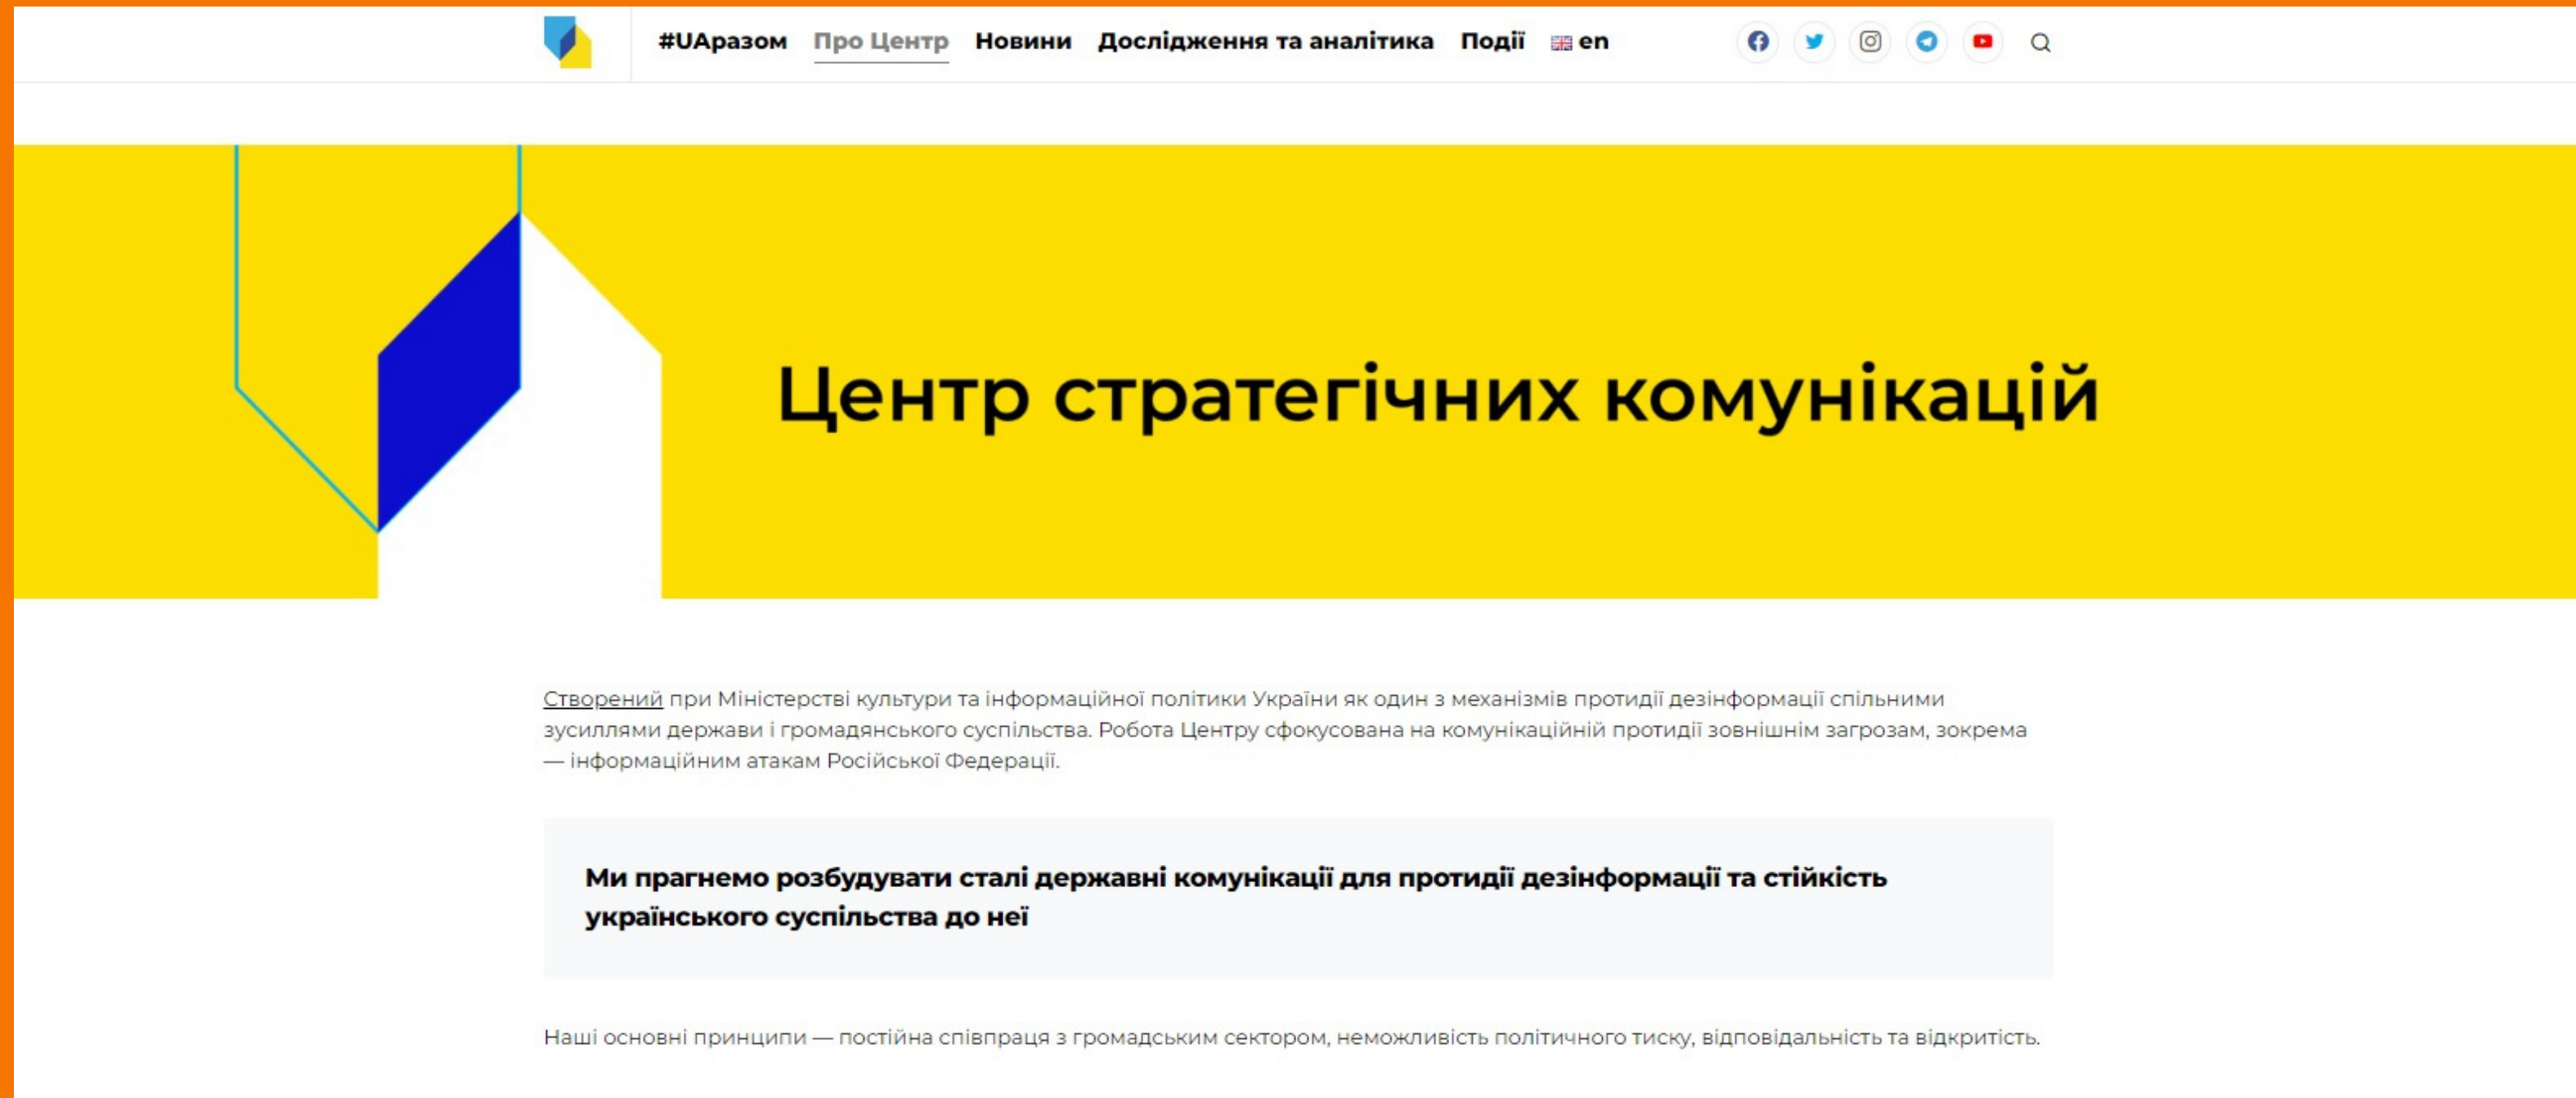 #UAразом Про Центр Новини Дослідження та аналітика Події en
Центр стратегічних комунікацій
Створений при Міністерстві культури та інформаційної політики України як один з механізмів протидії дезінформації спільними
зусиллями держави і громадянського суспільства. Робота Центру сфокусована на комунікаційній протидії зовнішнім загрозам, зокрема
— інформаційним атакам Російської Федерації.
Ми прагнемо розбудувати сталі державні комунікації для протидії дезінформації та стійкість
українського суспільства до неї
Наші основні принципи — постійна співпраця з громадським сектором, неможливість політичного тиску, відповідальність та відкритість.